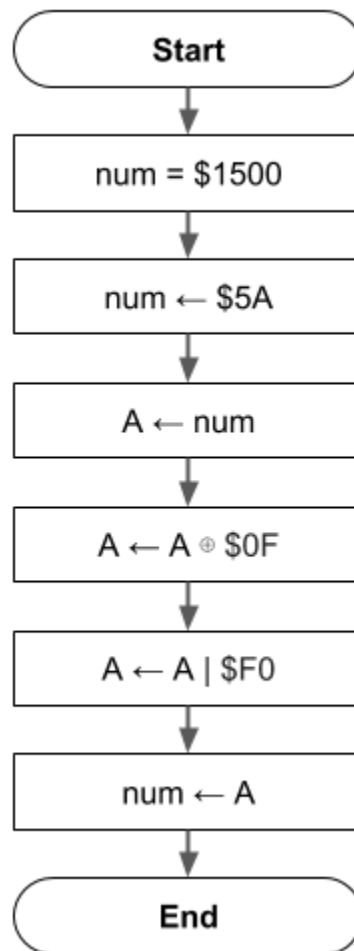 Start
num = $1500
num ← $5A
A ← num
A ← A ⊕ $0F
A ← A | $F0
num ← A
End